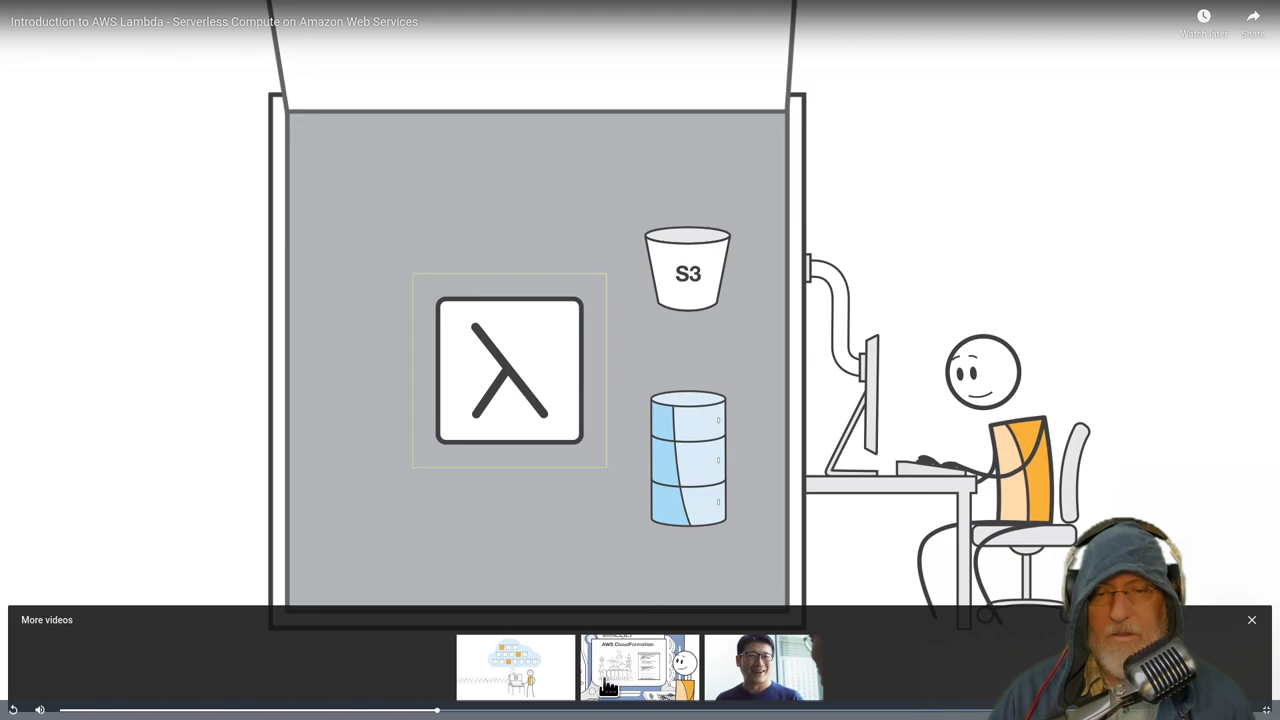 Introduction to AWS Lambda - Serverless Compute on Amazon Web Services
Watch later
Share
S3
λ
More videos
AWS CloudFormation